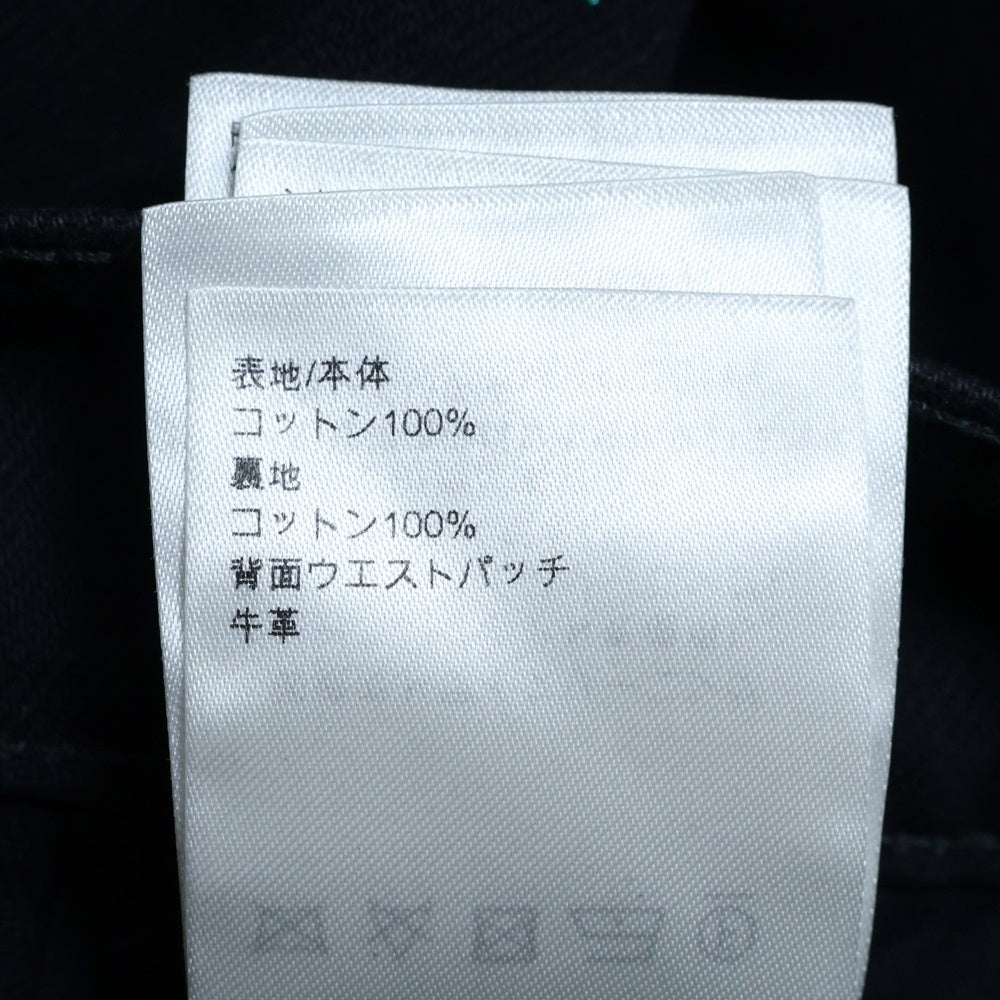 表地/本体
コットン100%
裏地
コットン100%
背面ウエストパッチ
牛革